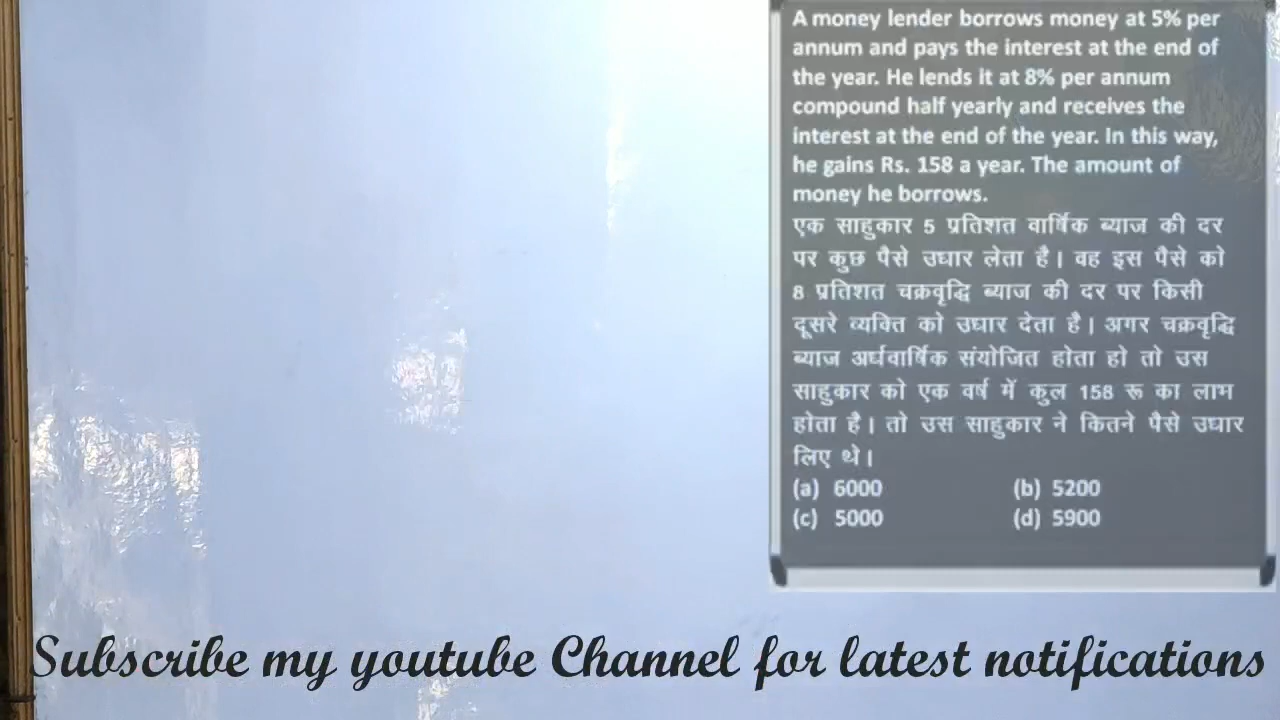 A money lender borrows money at 5% per
annum and pays the interest at the end of
the year. He lends it at 8% per annum
compound half yearly and receives the
interest at the end of the year. In this way,
he gains Rs. 158 a year. The amount of
money he borrows.
एक साहुकार 5 प्रतिशत वार्षिक ब्याज की दर
पर कुछ पैसे उधार लेता है। वह इस पैसे को
8 प्रतिशत चक्रवृद्धि ब्याज की दर पर किसी
दूसरे व्यक्ति को उधार देता है। अगर चक्रवृद्धि
ब्याज अर्धवार्षिक संयोजित होता हो तो उस
साहुकार को एक वर्ष में कुल 158 रू का लाभ
होता है। तो उस साहुकार ने कितने पैसे उधार
लिए थे।
(a) 6000 (b) 5200
(c) 5000 (d) 5900
Subscribe my youtube Channel for latest notifications